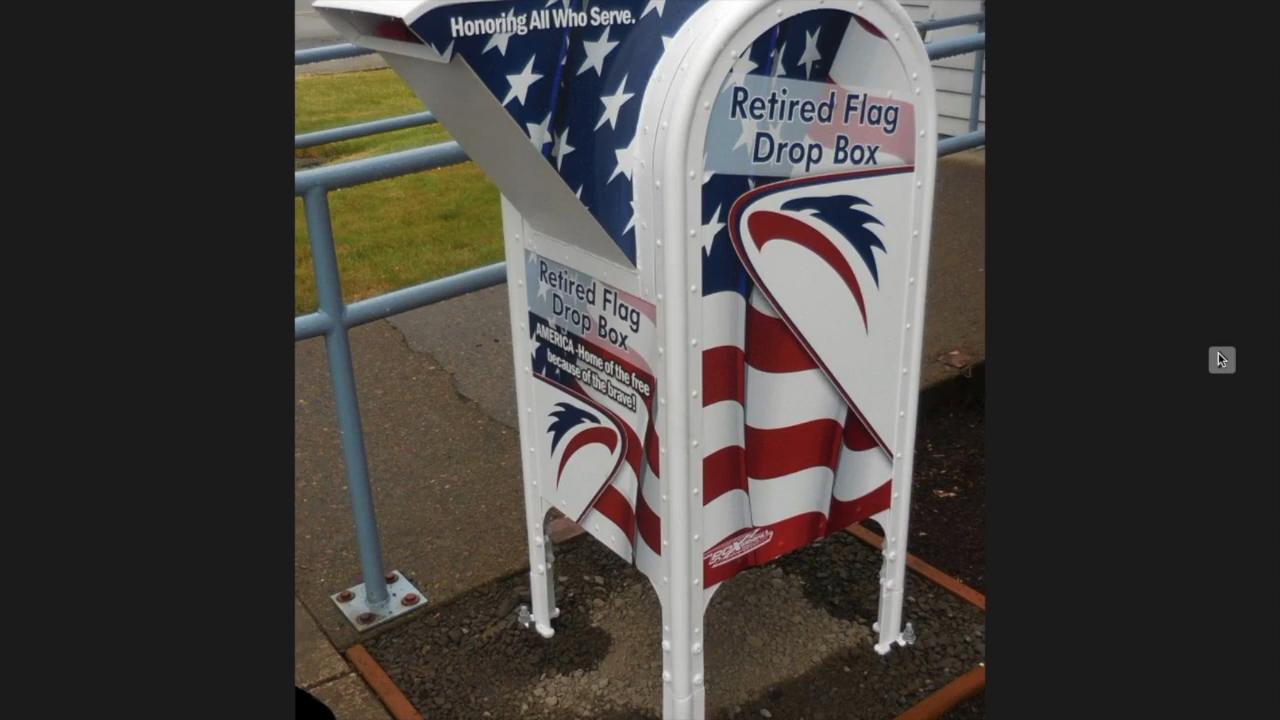 Honoring All Who Serve.
Retired Flag
Drop Box
Retired Flag
Drop Box
AMERICA -Home of the free
because of the brave!